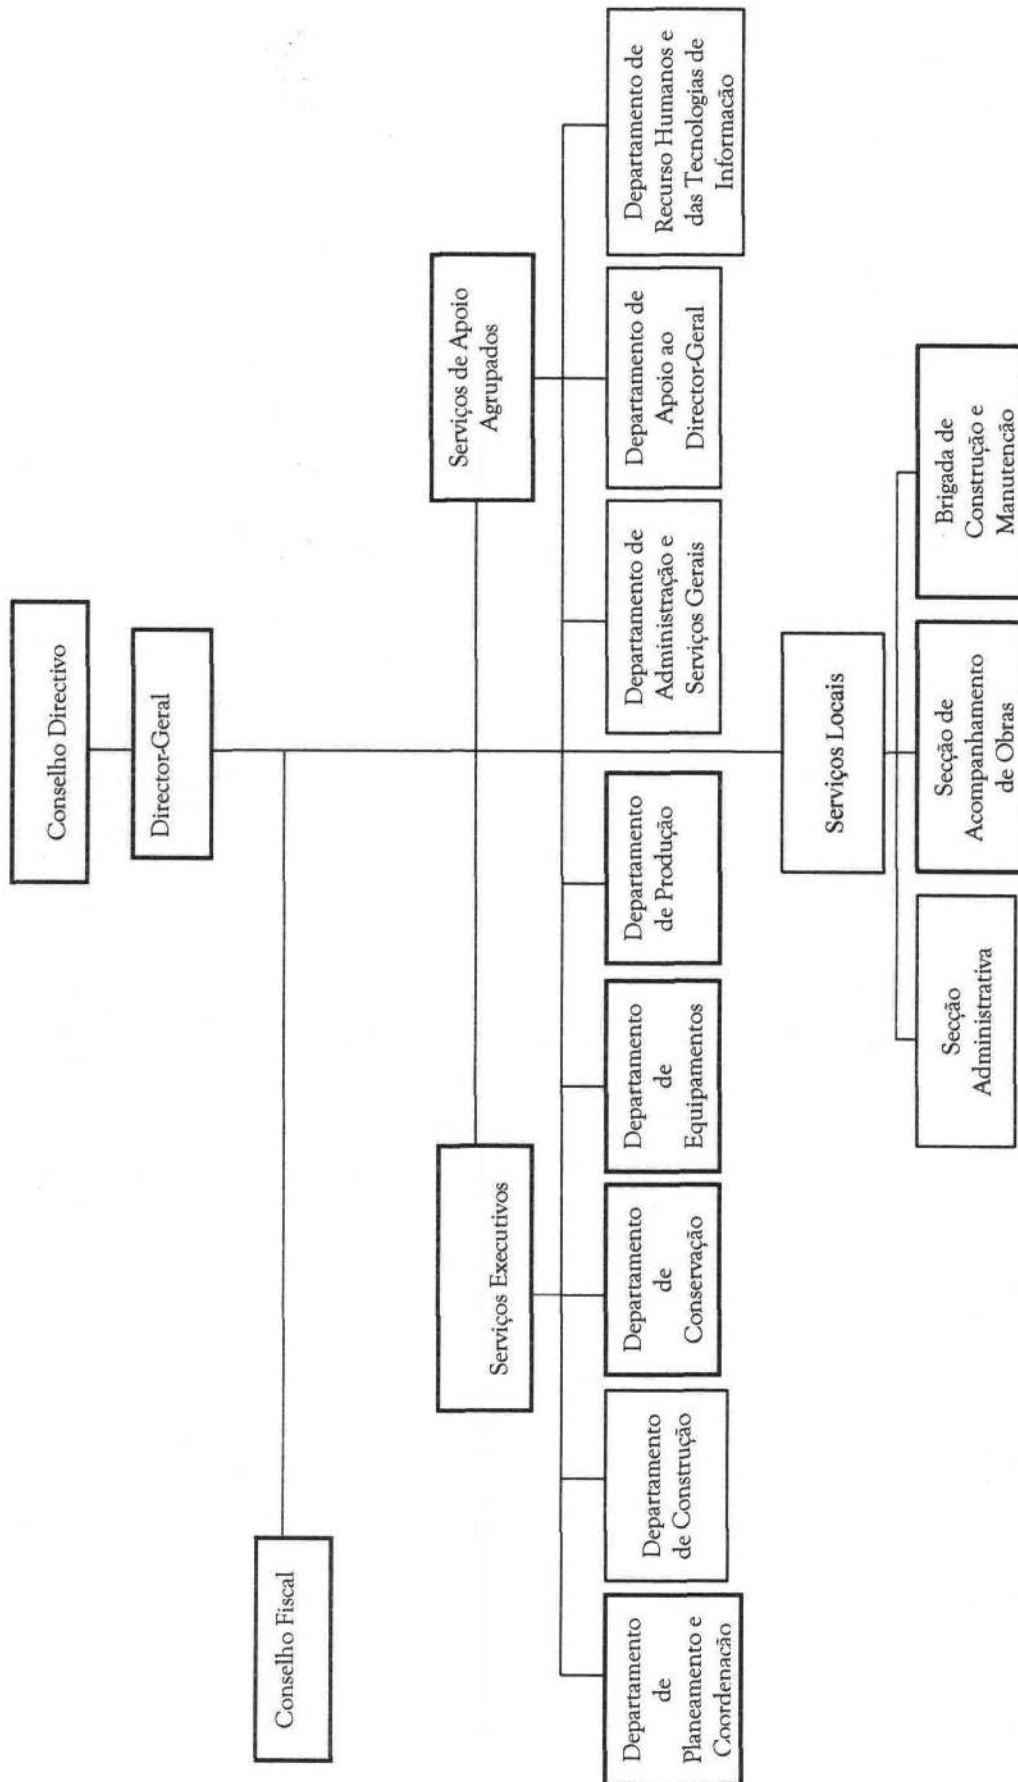 Conselho Directivo
Director-Geral
Conselho Fiscal
Serviços Executivos
Serviços de Apoio
Agrupados
Departamento
de
Planeamento e
Coordenacão
Departamento
de Construção
Departamento
de
Conservação
Departamento
de
Equipamentos
Departamento
de Produção
Departamento de
Administração e
Serviços Gerais
Departamento de
Apoio ao
Director-Geral
Departamento de
Recurso Humanos e
das Tecnologias de
Informacão
Serviços Locais
Secção
Administrativa
Secção de
Acompanhamento
de Obras
Brigada de
Construção e
Manutencão